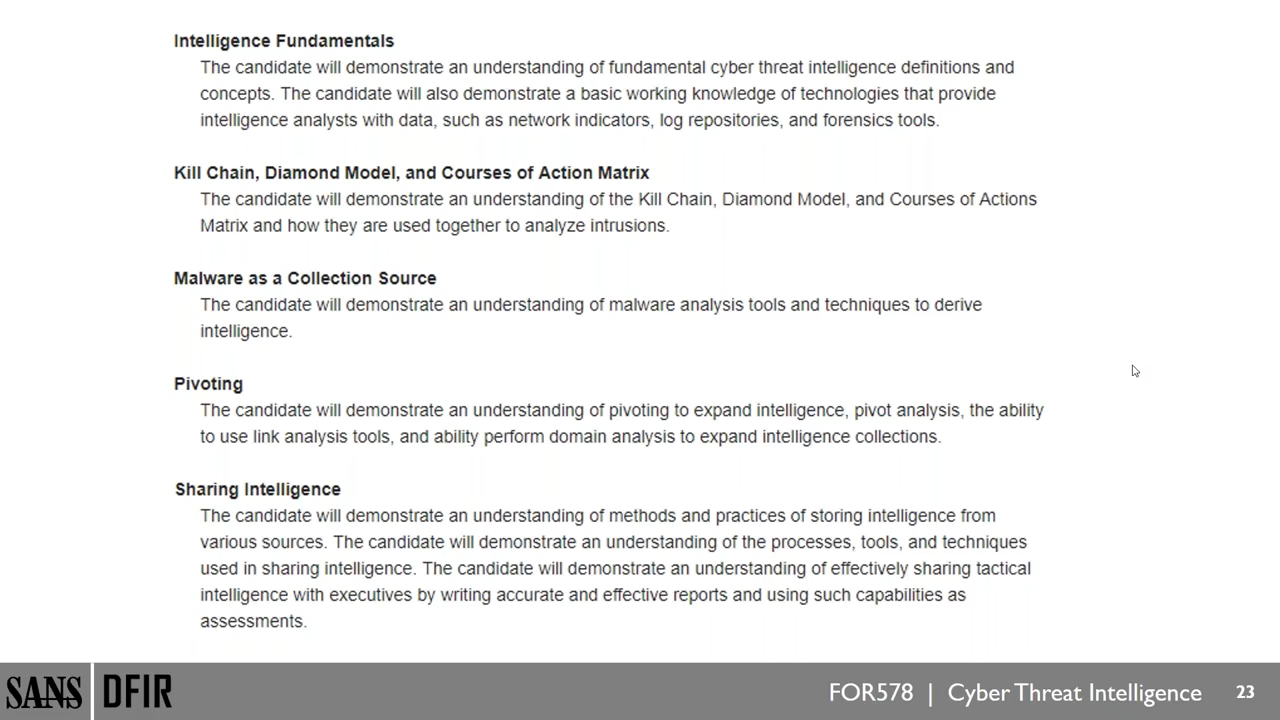 Intelligence Fundamentals
The candidate will demonstrate an understanding of fundamental cyber threat intelligence definitions and
concepts. The candidate will also demonstrate a basic working knowledge of technologies that provide
intelligence analysts with data, such as network indicators, log repositories, and forensics tools.
Kill Chain, Diamond Model, and Courses of Action Matrix
The candidate will demonstrate an understanding of the Kill Chain, Diamond Model, and Courses of Actions
Matrix and how they are used together to analyze intrusions.
Malware as a Collection Source
The candidate will demonstrate an understanding of malware analysis tools and techniques to derive
intelligence.
Pivoting
The candidate will demonstrate an understanding of pivoting to expand intelligence, pivot analysis, the ability
to use link analysis tools, and ability perform domain analysis to expand intelligence collections.
Sharing Intelligence
The candidate will demonstrate an understanding of methods and practices of storing intelligence from
various sources. The candidate will demonstrate an understanding of the processes, tools, and techniques
used in sharing intelligence. The candidate will demonstrate an understanding of effectively sharing tactical
intelligence with executives by writing accurate and effective reports and using such capabilities as
assessments.
SANS DFIR FOR578 | Cyber Threat Intelligence 23